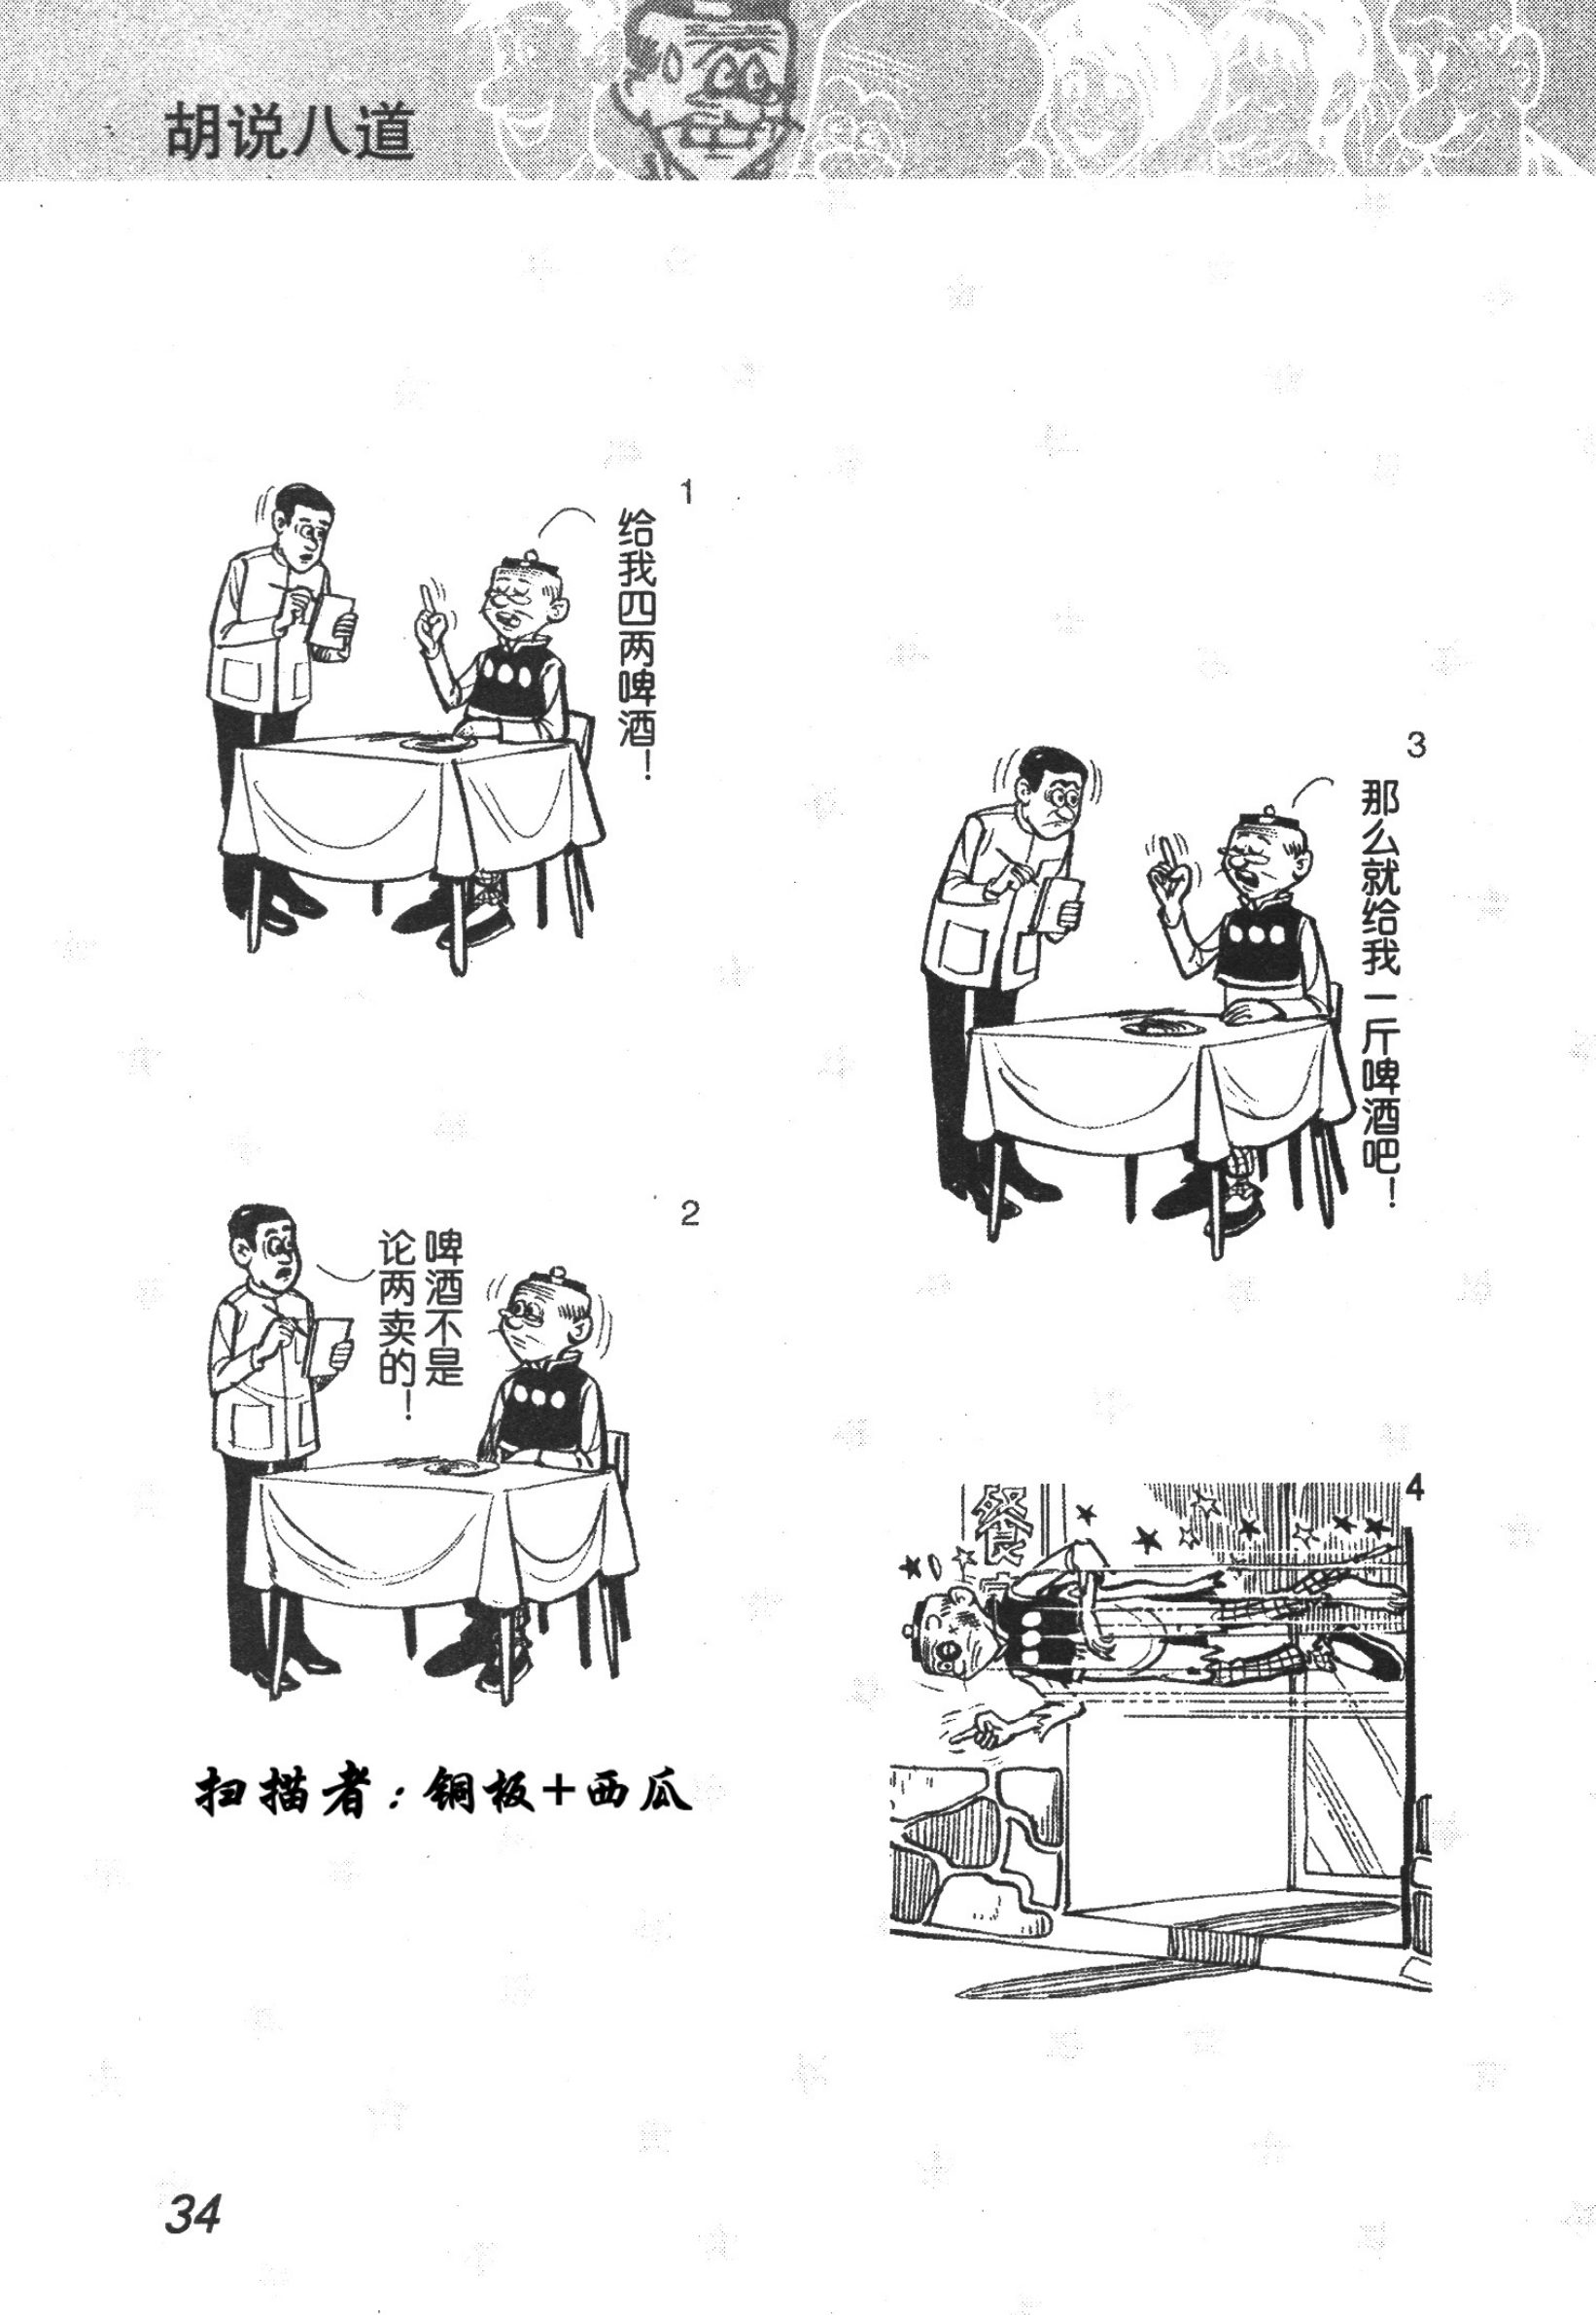 胡说八道
1
给我四两啤酒！
2
啤酒不是
论两卖的！
3
那么就给我一斤啤酒吧！
4
餐
扫描者：铜板+西瓜
34